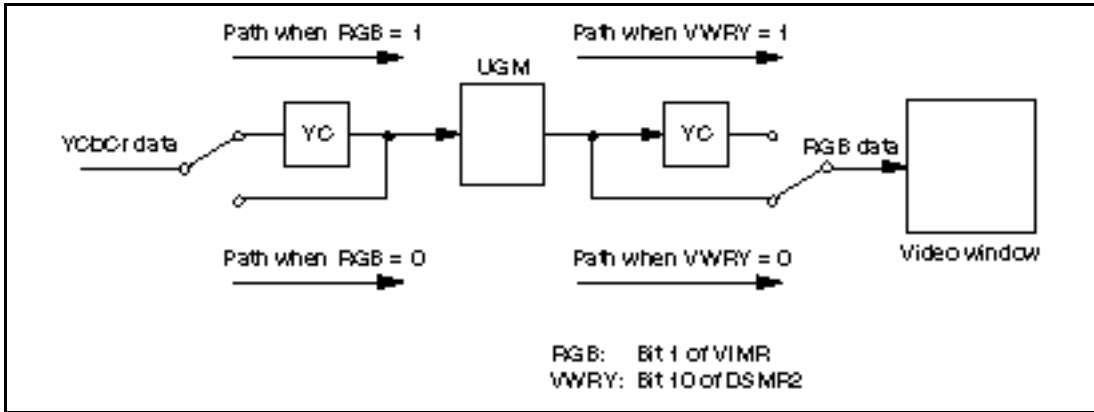 Path when RGB = 1
Path when VWRY = 1
UGM
YCbCr data
YC
YC
RGB data
Path when RGB = 0
Path when VWRY = 0
Video window
RGB: Bit 1 of VIMR
VWRY: Bit 10 of DSMR2